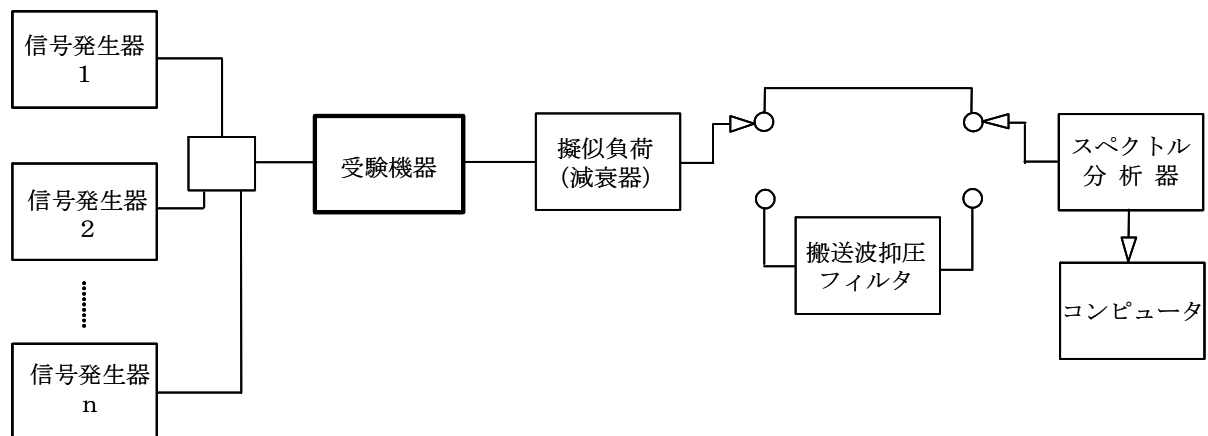 信号発生器
1
信号発生器
2
信号発生器
n
受験機器
擬似負荷
(減衰器)
搬送波抑圧
フィルタ
スペクトル
分 析 器
コンピュータ